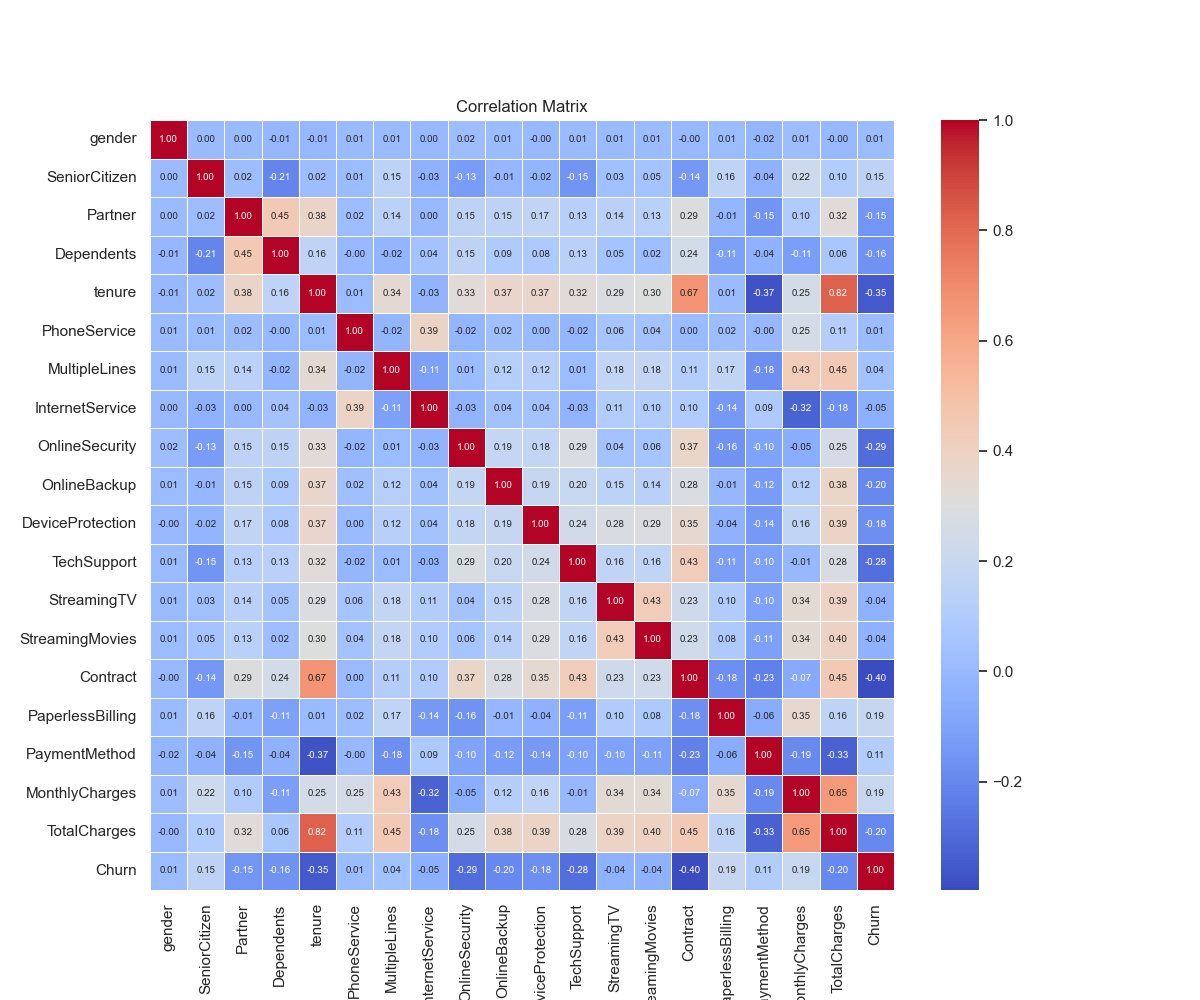 Correlation Matrix
gender 1.00 0.00 0.00 -0.01 -0.01 0.01 0.01 0.00 0.02 0.01 -0.00 0.01 0.01 0.01 -0.00 0.01 -0.02 0.01 -0.00 0.01
SeniorCitizen 0.00 1.00 0.02 -0.21 0.02 0.01 0.15 -0.03 -0.13 -0.01 -0.02 -0.15 0.03 0.05 -0.14 0.16 -0.04 0.22 0.10 0.15
Partner 0.00 0.02 1.00 0.45 0.38 0.02 0.14 0.00 0.15 0.15 0.17 0.13 0.14 0.13 0.29 -0.01 -0.15 0.10 0.32 -0.15
Dependents -0.01 -0.21 0.45 1.00 0.16 -0.00 -0.02 0.04 0.15 0.09 0.08 0.13 0.05 0.02 0.24 -0.11 -0.04 -0.11 0.06 -0.16
tenure -0.01 0.02 0.38 0.16 1.00 0.01 0.34 -0.03 0.33 0.37 0.37 0.32 0.29 0.30 0.67 0.01 -0.37 0.25 0.82 -0.35
PhoneService 0.01 0.01 0.02 -0.00 0.01 1.00 -0.02 0.39 -0.02 0.02 0.00 -0.02 0.06 0.04 0.00 0.02 -0.00 0.25 0.11 0.01
MultipleLines 0.01 0.15 0.14 -0.02 0.34 -0.02 1.00 -0.11 0.01 0.12 0.12 0.01 0.18 0.18 0.11 0.17 -0.18 0.43 0.45 0.04
InternetService 0.00 -0.03 0.00 0.04 -0.03 0.39 -0.11 1.00 -0.03 0.04 0.04 -0.03 0.11 0.10 0.10 -0.14 0.09 -0.32 -0.18 -0.05
OnlineSecurity 0.02 -0.13 0.15 0.15 0.33 -0.02 0.01 -0.03 1.00 0.19 0.18 0.29 0.04 0.06 0.37 -0.16 -0.10 -0.05 0.25 -0.29
OnlineBackup 0.01 -0.01 0.15 0.09 0.37 0.02 0.12 0.04 0.19 1.00 0.19 0.20 0.15 0.14 0.28 -0.01 -0.12 0.12 0.38 -0.20
DeviceProtection -0.00 -0.02 0.17 0.08 0.37 0.00 0.12 0.04 0.18 0.19 1.00 0.24 0.28 0.29 0.35 -0.04 -0.14 0.16 0.39 -0.18
TechSupport 0.01 -0.15 0.13 0.13 0.32 -0.02 0.01 -0.03 0.29 0.20 0.24 1.00 0.16 0.16 0.43 -0.11 -0.10 -0.01 0.28 -0.28
StreamingTV 0.01 0.03 0.14 0.05 0.29 0.06 0.18 0.11 0.04 0.15 0.28 0.16 1.00 0.43 0.23 0.10 -0.10 0.34 0.39 -0.04
StreamingMovies 0.01 0.05 0.13 0.02 0.30 0.04 0.18 0.10 0.06 0.14 0.29 0.16 0.43 1.00 0.23 0.08 -0.11 0.34 0.40 -0.04
Contract -0.00 -0.14 0.29 0.24 0.67 0.00 0.11 0.10 0.37 0.28 0.35 0.43 0.23 0.23 1.00 -0.18 -0.23 -0.07 0.45 -0.40
PaperlessBilling 0.01 0.16 -0.01 -0.11 0.01 0.02 0.17 -0.14 -0.16 -0.01 -0.04 -0.11 0.10 0.08 -0.18 1.00 -0.06 0.35 0.16 0.19
PaymentMethod -0.02 -0.04 -0.15 -0.04 -0.37 -0.00 -0.18 0.09 -0.10 -0.12 -0.14 -0.10 -0.10 -0.11 -0.23 -0.06 1.00 -0.19 -0.33 0.11
MonthlyCharges 0.01 0.22 0.10 -0.11 0.25 0.25 0.43 -0.32 -0.05 0.12 0.16 -0.01 0.34 0.34 -0.07 0.35 -0.19 1.00 0.65 0.19
TotalCharges -0.00 0.10 0.32 0.06 0.82 0.11 0.45 -0.18 0.25 0.38 0.39 0.28 0.39 0.40 0.45 0.16 -0.33 0.65 1.00 -0.20
Churn 0.01 0.15 -0.15 -0.16 -0.35 0.01 0.04 -0.05 -0.29 -0.20 -0.18 -0.28 -0.04 -0.04 -0.40 0.19 0.11 0.19 -0.20 1.00
gender
SeniorCitizen
Partner
Dependents
tenure
PhoneService
MultipleLines
nternetService
OnlineSecurity
OnlineBackup
viceProtection
TechSupport
StreamingTV
eamingMovies
Contract
aperlessBilling
aymentMethod
onthlyCharges
TotalCharges
Churn
1.0
0.8
0.6
0.4
0.2
0.0
−0.2